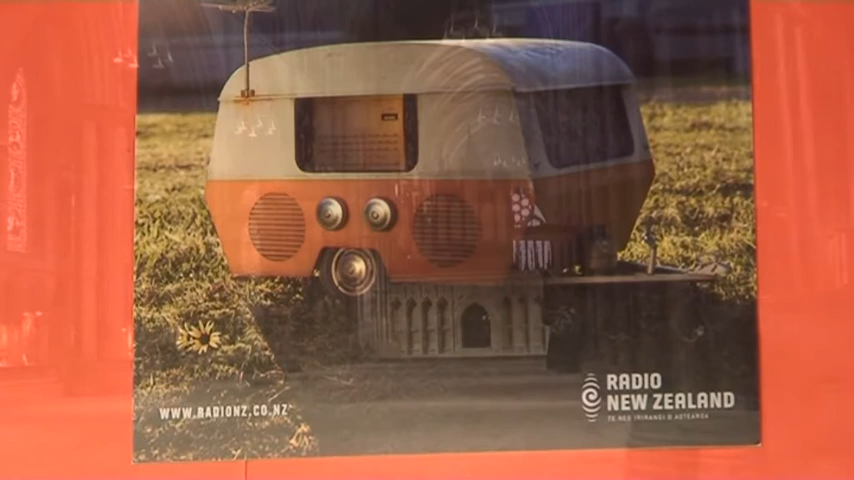 WWW.RADIONZ.CO.NZ
RADIO
NEW ZEALAND
TE REO IRIRANGI O AOTEAROA